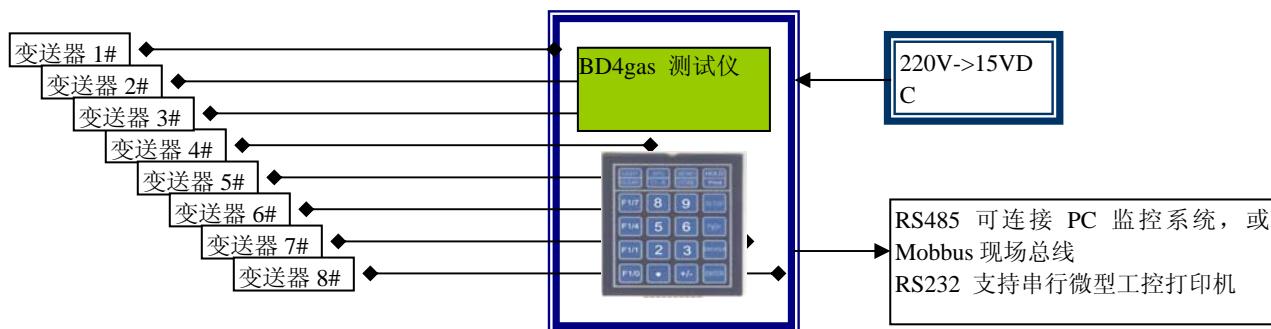 变送器 1#
变送器 2#
变送器 3#
变送器 4#
变送器 5#
变送器 6#
变送器 7#
变送器 8#
BD4gas 测试仪
F1/7 8 9
F1/4 5 6
F1/1 2 3
F1/0 • +/-
220V->15VD
C
RS485 可连接 PC 监控系统，或
Mobbus 现场总线
RS232 支持串行微型工控打印机